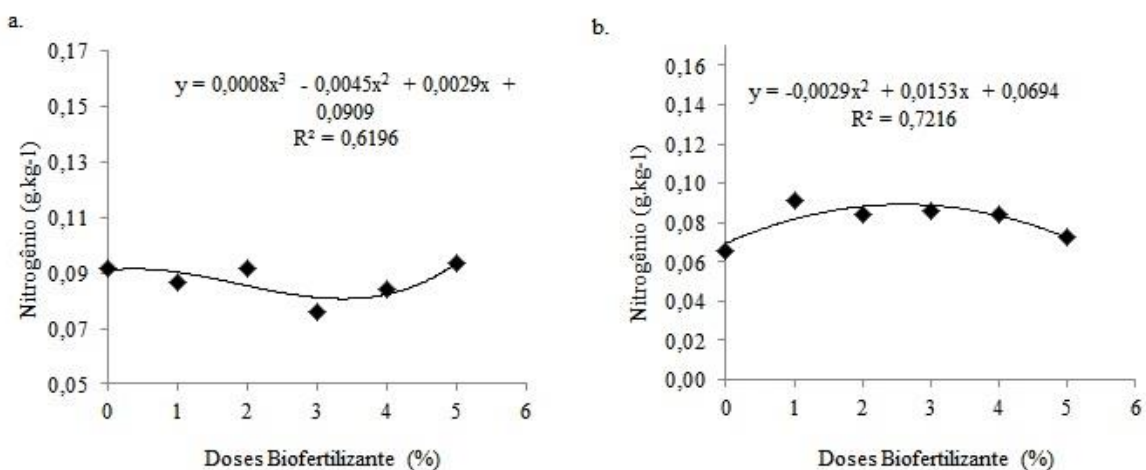 a.
0,17
0,15
0,13
0,11
0,09
0,07
0,05
Nitrogênio (g.kg-1)
y = 0,0008x³ - 0,0045x² + 0,0029x +
0,0909
R² = 0,6196
0 1 2 3 4 5 6
Doses Biofertilizante (%)
b.
0,16
0,14
0,12
0,10
0,08
0,06
0,04
0,02
0,00
Nitrogênio (g.kg-1)
y = -0,0029x² + 0,0153x + 0,0694
R² = 0,7216
0 1 2 3 4 5 6
Doses Biofertilizante (%)